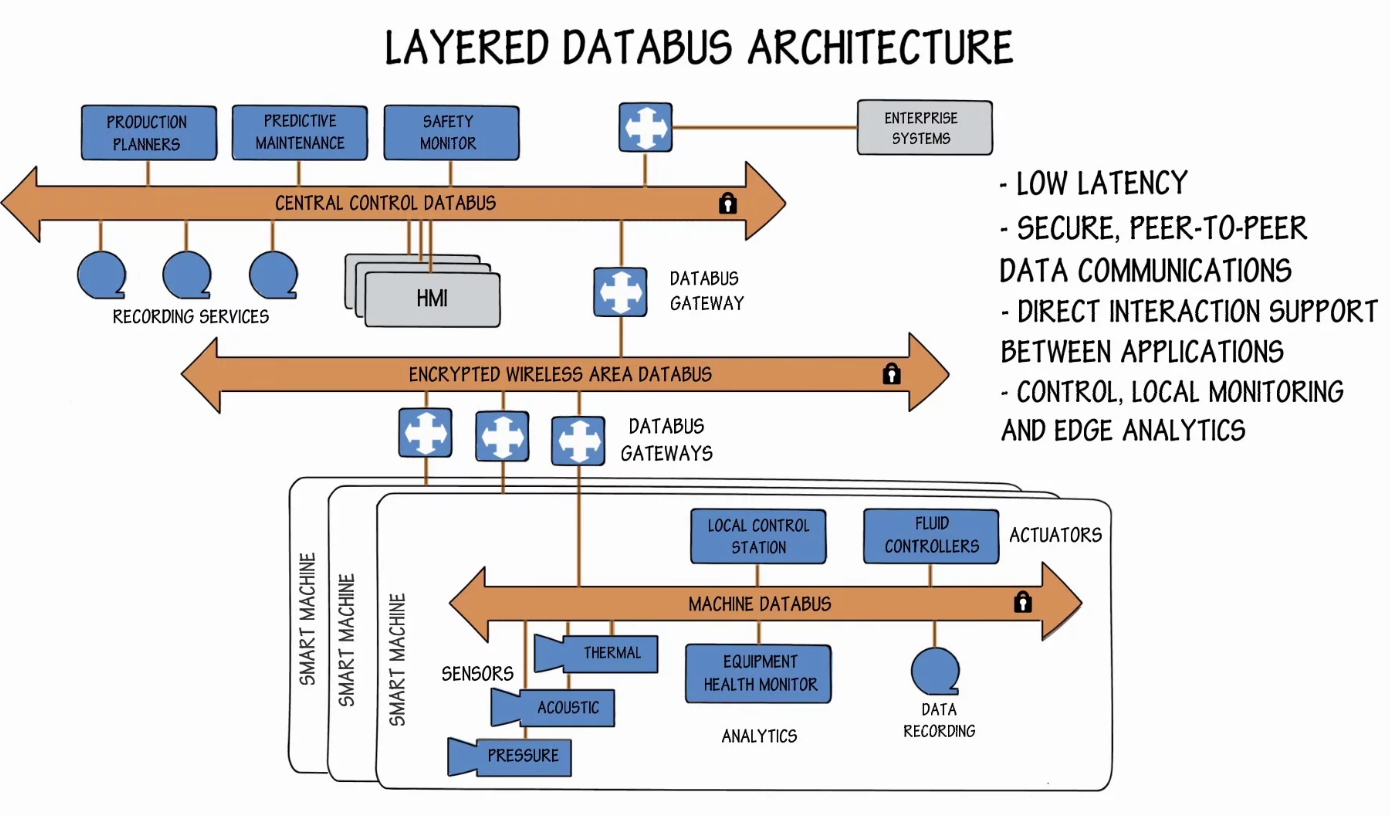 LAYERED DATABUS ARCHITECTURE
PRODUCTION
PLANNERS
PREDICTIVE
MAINTENANCE
SAFETY
MONITOR
ENTERPRISE
SYSTEMS
CENTRAL CONTROL DATABUS
RECORDING SERVICES
HMI
DATABUS
GATEWAY
- LOW LATENCY
- SECURE, PEER-TO-PEER
DATA COMMUNICATIONS
- DIRECT INTERACTION SUPPORT
BETWEEN APPLICATIONS
- CONTROL, LOCAL MONITORING
AND EDGE ANALYTICS
ENCRYPTED WIRELESS AREA DATABUS
DATABUS
GATEWAYS
SMART MACHINE
SMART MACHINE
SMART MACHINE
LOCAL CONTROL
STATION
FLUID
CONTROLLERS
ACTUATORS
MACHINE DATABUS
SENSORS
THERMAL
ACOUSTIC
PRESSURE
EQUIPMENT
HEALTH MONITOR
ANALYTICS
DATA
RECORDING